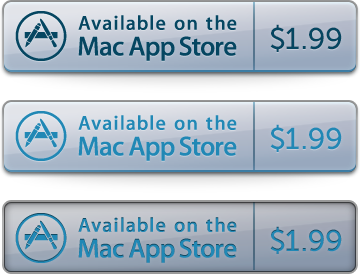 Available on the
Mac App Store
$1.99
Available on the
Mac App Store
$1.99
Available on the
Mac App Store
$1.99